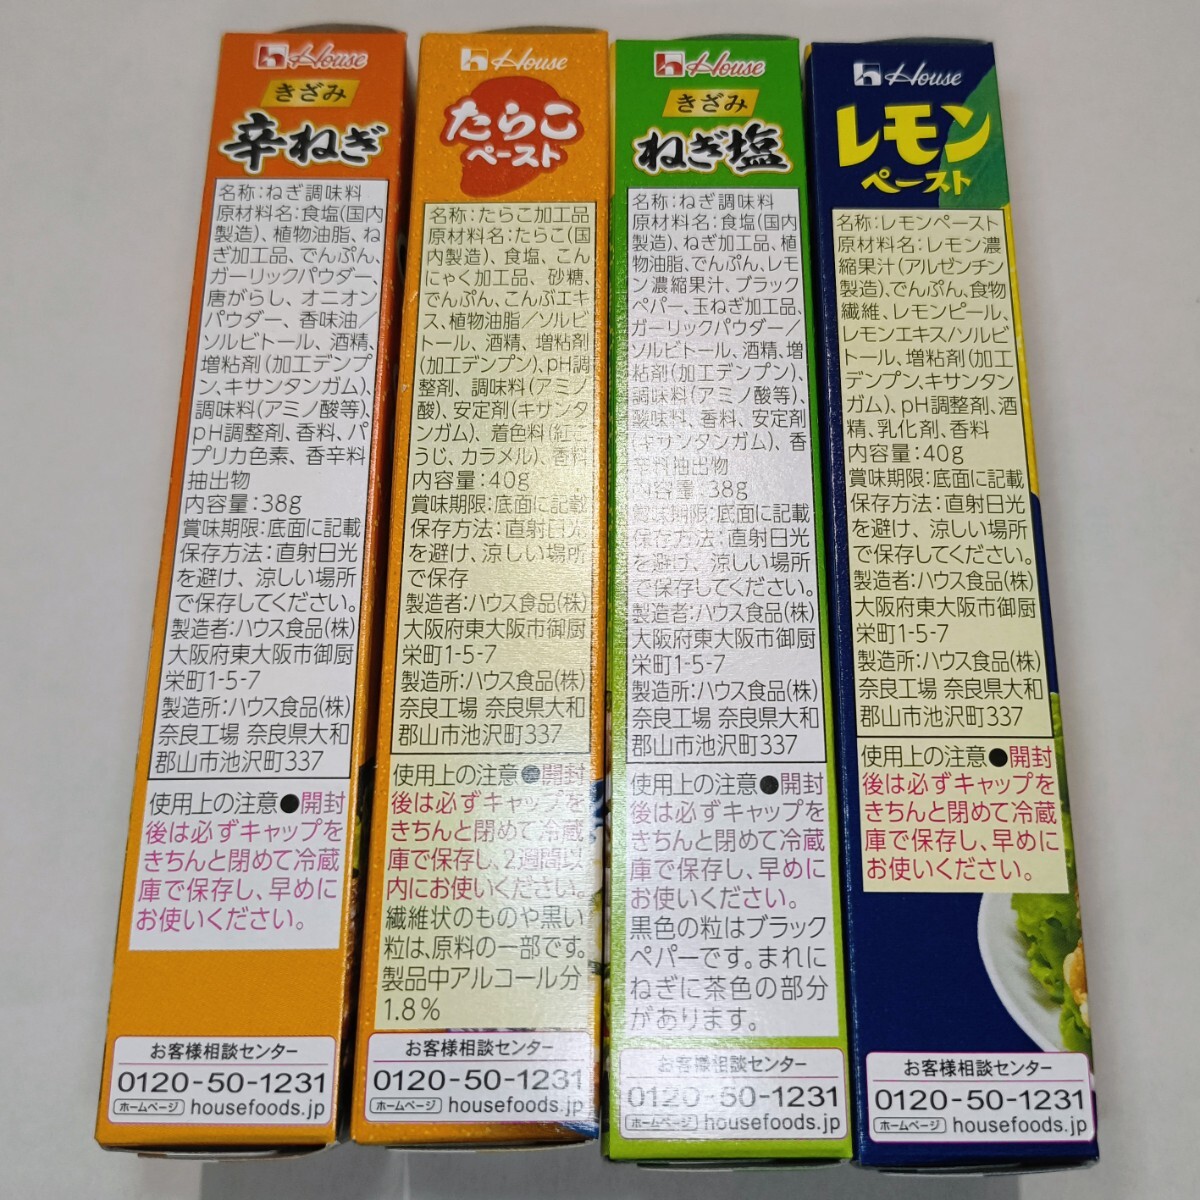 House
きざみ
辛ねぎ
名称:ねぎ調味料
原材料名:食塩(国内
製造)、植物油脂、ね
ぎ加工品、でんぷん、
ガーリックパウダー、
唐がらし、オニオン
パウダー、香味油/
ソルビトール、酒精、
増粘剤(加工デンプ
ン、キサンタンガム)、
調味料(アミノ酸等)、
pH調整剤、香料、パ
プリカ色素、香辛料
抽出物
内容量:38g
賞味期限:底面に記載
保存方法:直射日光
を避け、涼しい場所
で保存してください。
製造者:ハウス食品(株)
大阪府東大阪市御厨
栄町1-5-7
製造所:ハウス食品(株)
奈良工場 奈良県大和
郡山市池沢町337
使用上の注意●開封
後は必ずキャップを
きちんと閉めて冷蔵
庫で保存し、早めに
お使いください。
お客様相談センター
0120-50-1231
ホームページ housefoods.jp
House
たらこ
ペースト
名称:たらこ加工品
原材料名:たらこ(国
内製造)、食塩、こん
にゃく加工品、砂糖、
でんぷん、こんぶエキ
ス、植物油脂/ソルビ
トール、酒精、増粘剤
(加工デンプン)、pH調
整剤、調味料(アミノ
酸)、安定剤(キサンタ
ンガム)、着色料(紅こ
うじ、カラメル)、香料
内容量:40g
賞味期限:底面に記載
保存方法:直射日光
を避け、涼しい場所
で保存
製造者:ハウス食品(株)
大阪府東大阪市御厨
栄町1-5-7
製造所:ハウス食品(株)
奈良工場 奈良県大和
郡山市池沢町337
使用上の注意●開封
後は必ずキャップを
きちんと閉めて冷蔵
庫で保存し、2週間以
内にお使いください。
繊維状のものや黒い
粒は、原料の一部です。
製品中アルコール分
1.8%
お客様相談センター
0120-50-1231
ホームページ housefoods.jp
House
きざみ
ねぎ塩
名称:ねぎ調味料
原材料名:食塩(国内
製造)、ねぎ加工品、植
物油脂、でんぷん、レモ
ン濃縮果汁、ブラック
ペパー、玉ねぎ加工品、
ガーリックパウダー/
ソルビトール、酒精、増
粘剤(加工デンプン)、
調味料(アミノ酸等)、
酸味料、香料、安定剤
(キサンタンガム)、香
辛料抽出物
内容量:38g
賞味期限:底面に記載
保存方法:直射日光
を避け、涼しい場所
で保存してください。
製造者:ハウス食品(株)
大阪府東大阪市御厨
栄町1-5-7
製造所:ハウス食品(株)
奈良工場 奈良県大和
郡山市池沢町337
使用上の注意●開封
後は必ずキャップを
きちんと閉めて冷蔵
庫で保存し、早めに
お使いください。
黒色の粒はブラック
ペパーです。まれに
ねぎに茶色の部分
があります。
お客様相談センター
0120-50-1231
ホームページ housefoods.jp
House
レモン
ペースト
名称:レモンペースト
原材料名:レモン濃
縮果汁(アルゼンチン
製造)、でんぷん、食物
繊維、レモンピール、
レモンエキス/ソルビ
トール、増粘剤(加工
デンプン、キサンタン
ガム)、pH調整剤、酒
精、乳化剤、香料
内容量:40g
賞味期限:底面に記載
保存方法:直射日光
を避け、涼しい場所
で保存してください。
製造者:ハウス食品(株)
大阪府東大阪市御厨
栄町1-5-7
製造所:ハウス食品(株)
奈良工場 奈良県大和
郡山市池沢町337
使用上の注意●開封
後は必ずキャップを
きちんと閉めて冷蔵
庫で保存し、早めに
お使いください。
お客様相談センター
0120-50-1231
ホームページ housefoods.jp